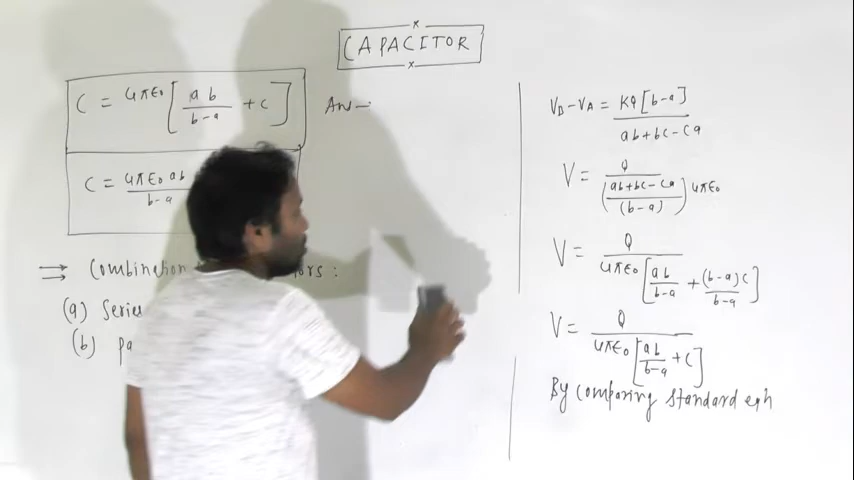 CAPACITOR
C = 4πε₀ [ab/(b-a) + c] Ans-:
C = 4πε₀ab/(b-a)
⇒ Combination ors :
(a) Series
(b) pa
V_B - V_A = KQ[b-a]/(ab+bc-ca)
V = Q/(((ab+bc-ca)/(b-a)) 4πε₀)
V = Q/(4πε₀[ab/(b-a) + (b-a)c/(b-a)])
V = Q/(4πε₀[ab/(b-a) + c])
By comparing standard eqn